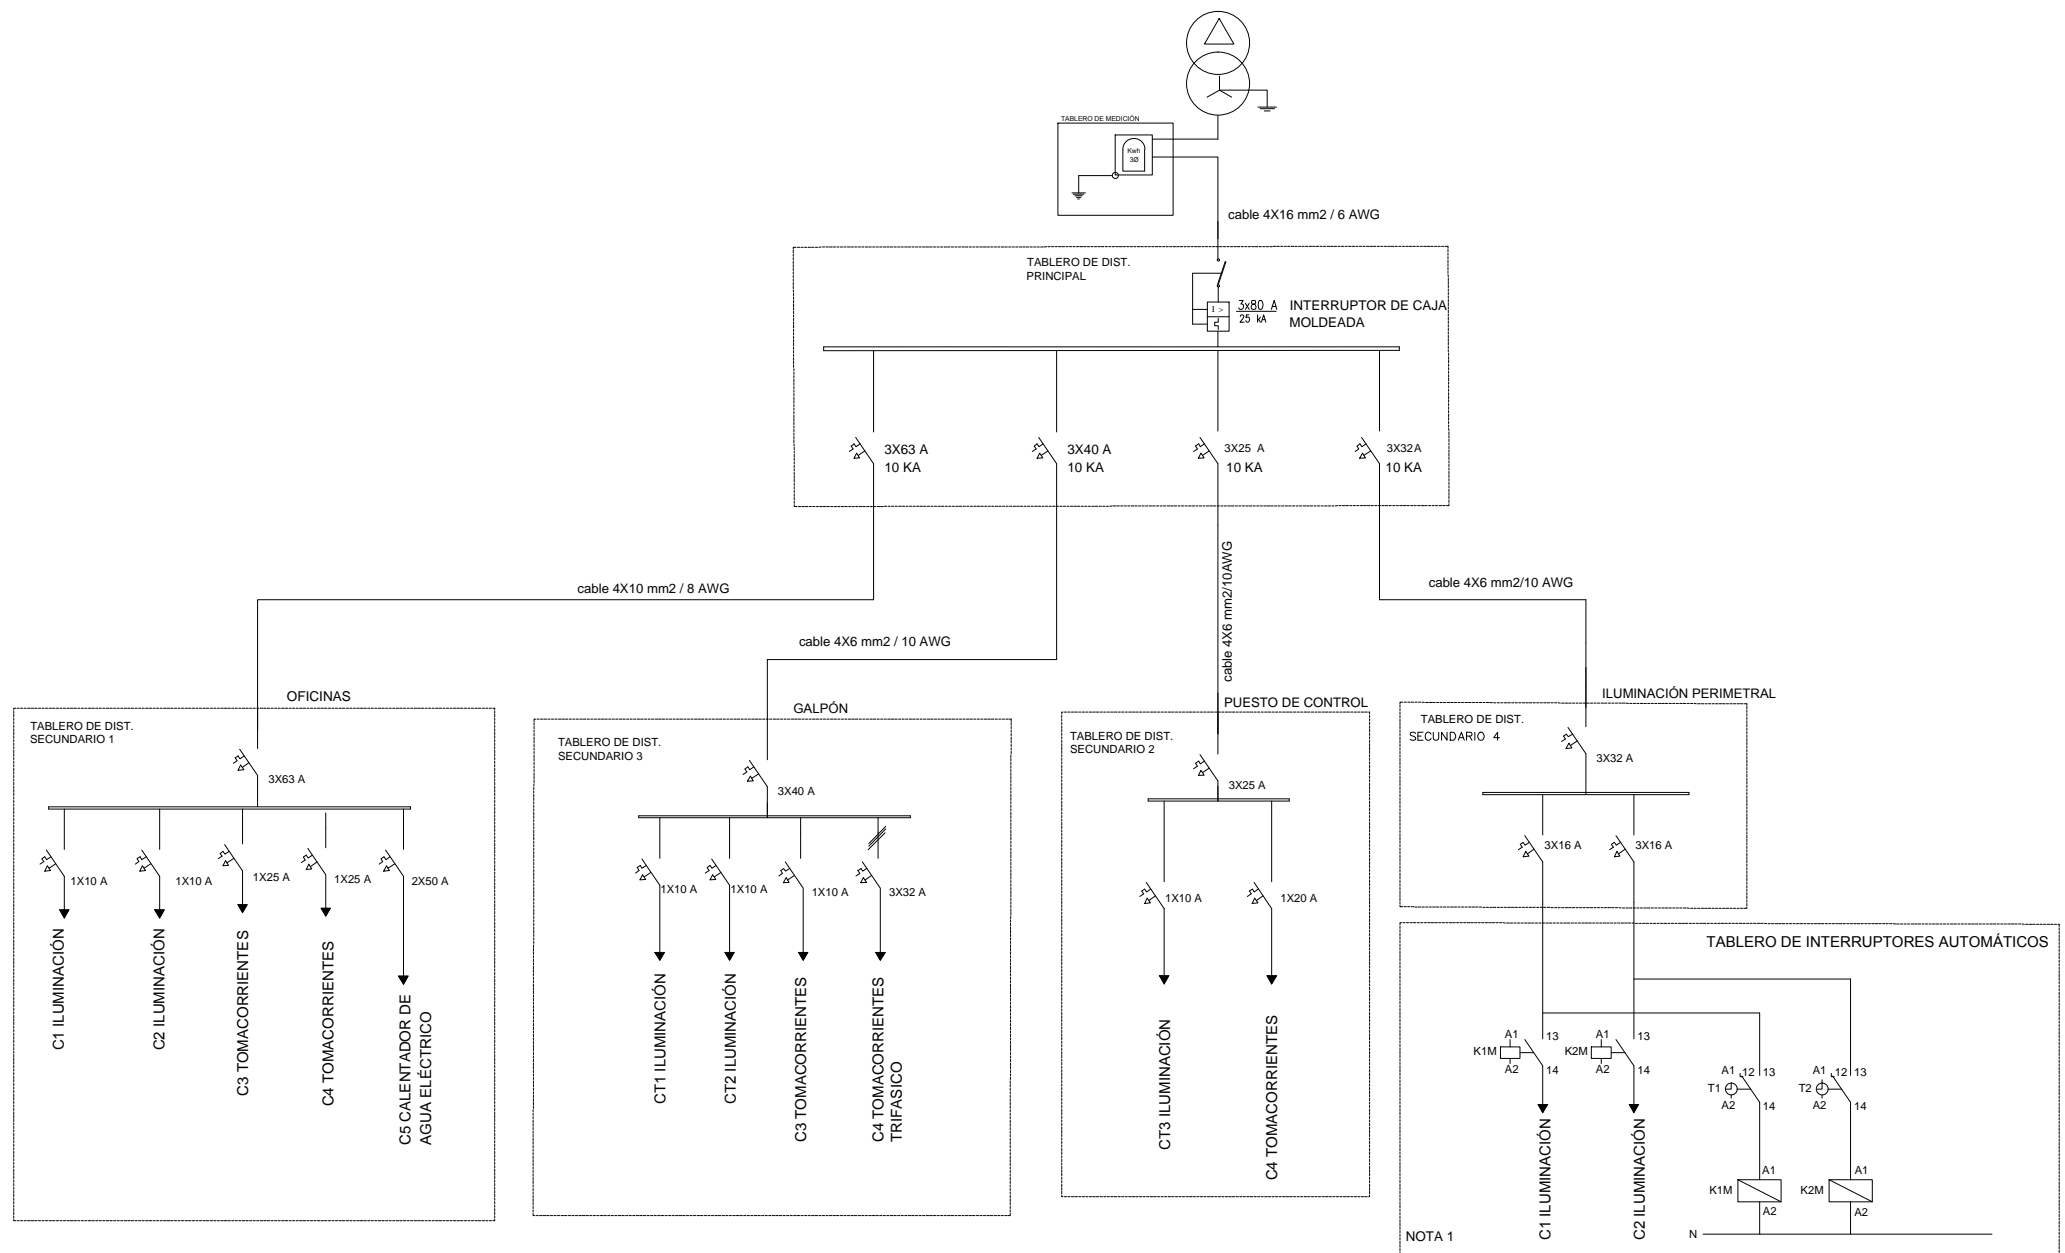 TABLERO DE MEDICIÓN
Kwh
3Ø
cable 4X16 mm2 / 6 AWG
TABLERO DE DIST.
PRINCIPAL
I >
3x80 A
25 kA
INTERRUPTOR DE CAJA
MOLDEADA
3X63 A
10 KA
3X40 A
10 KA
3X25 A
10 KA
3X32A
10 KA
cable 4X10 mm2 / 8 AWG
cable 4X6 mm2 / 10 AWG
cable 4X6 mm2/10AWG
cable 4X6 mm2/10 AWG
OFICINAS
TABLERO DE DIST.
SECUNDARIO 1
3X63 A
1X10 A
1X10 A
1X25 A
1X25 A
2X50 A
C1 ILUMINACIÓN
C2 ILUMINACIÓN
C3 TOMACORRIENTES
C4 TOMACORRIENTES
C5 CALENTADOR DE
AGUA ELÉCTRICO
GALPÓN
TABLERO DE DIST.
SECUNDARIO 3
3X40 A
1X10 A
1X10 A
1X10 A
3X32 A
CT1 ILUMINACIÓN
CT2 ILUMINACIÓN
C3 TOMACORRIENTES
C4 TOMACORRIENTES
TRIFASICO
PUESTO DE CONTROL
TABLERO DE DIST.
SECUNDARIO 2
3X25 A
1X10 A
1X20 A
CT3 ILUMINACIÓN
C4 TOMACORRIENTES
ILUMINACIÓN PERIMETRAL
TABLERO DE DIST.
SECUNDARIO 4
3X32 A
3X16 A
3X16 A
TABLERO DE INTERRUPTORES AUTOMÁTICOS
A1
13
K1M
A2
14
A1
13
K2M
A2
14
A1
12
13
T1
A2
14
A1
12
13
T2
A2
14
C1 ILUMINACIÓN
C2 ILUMINACIÓN
A1
K1M
A2
A1
K2M
A2
N
NOTA 1